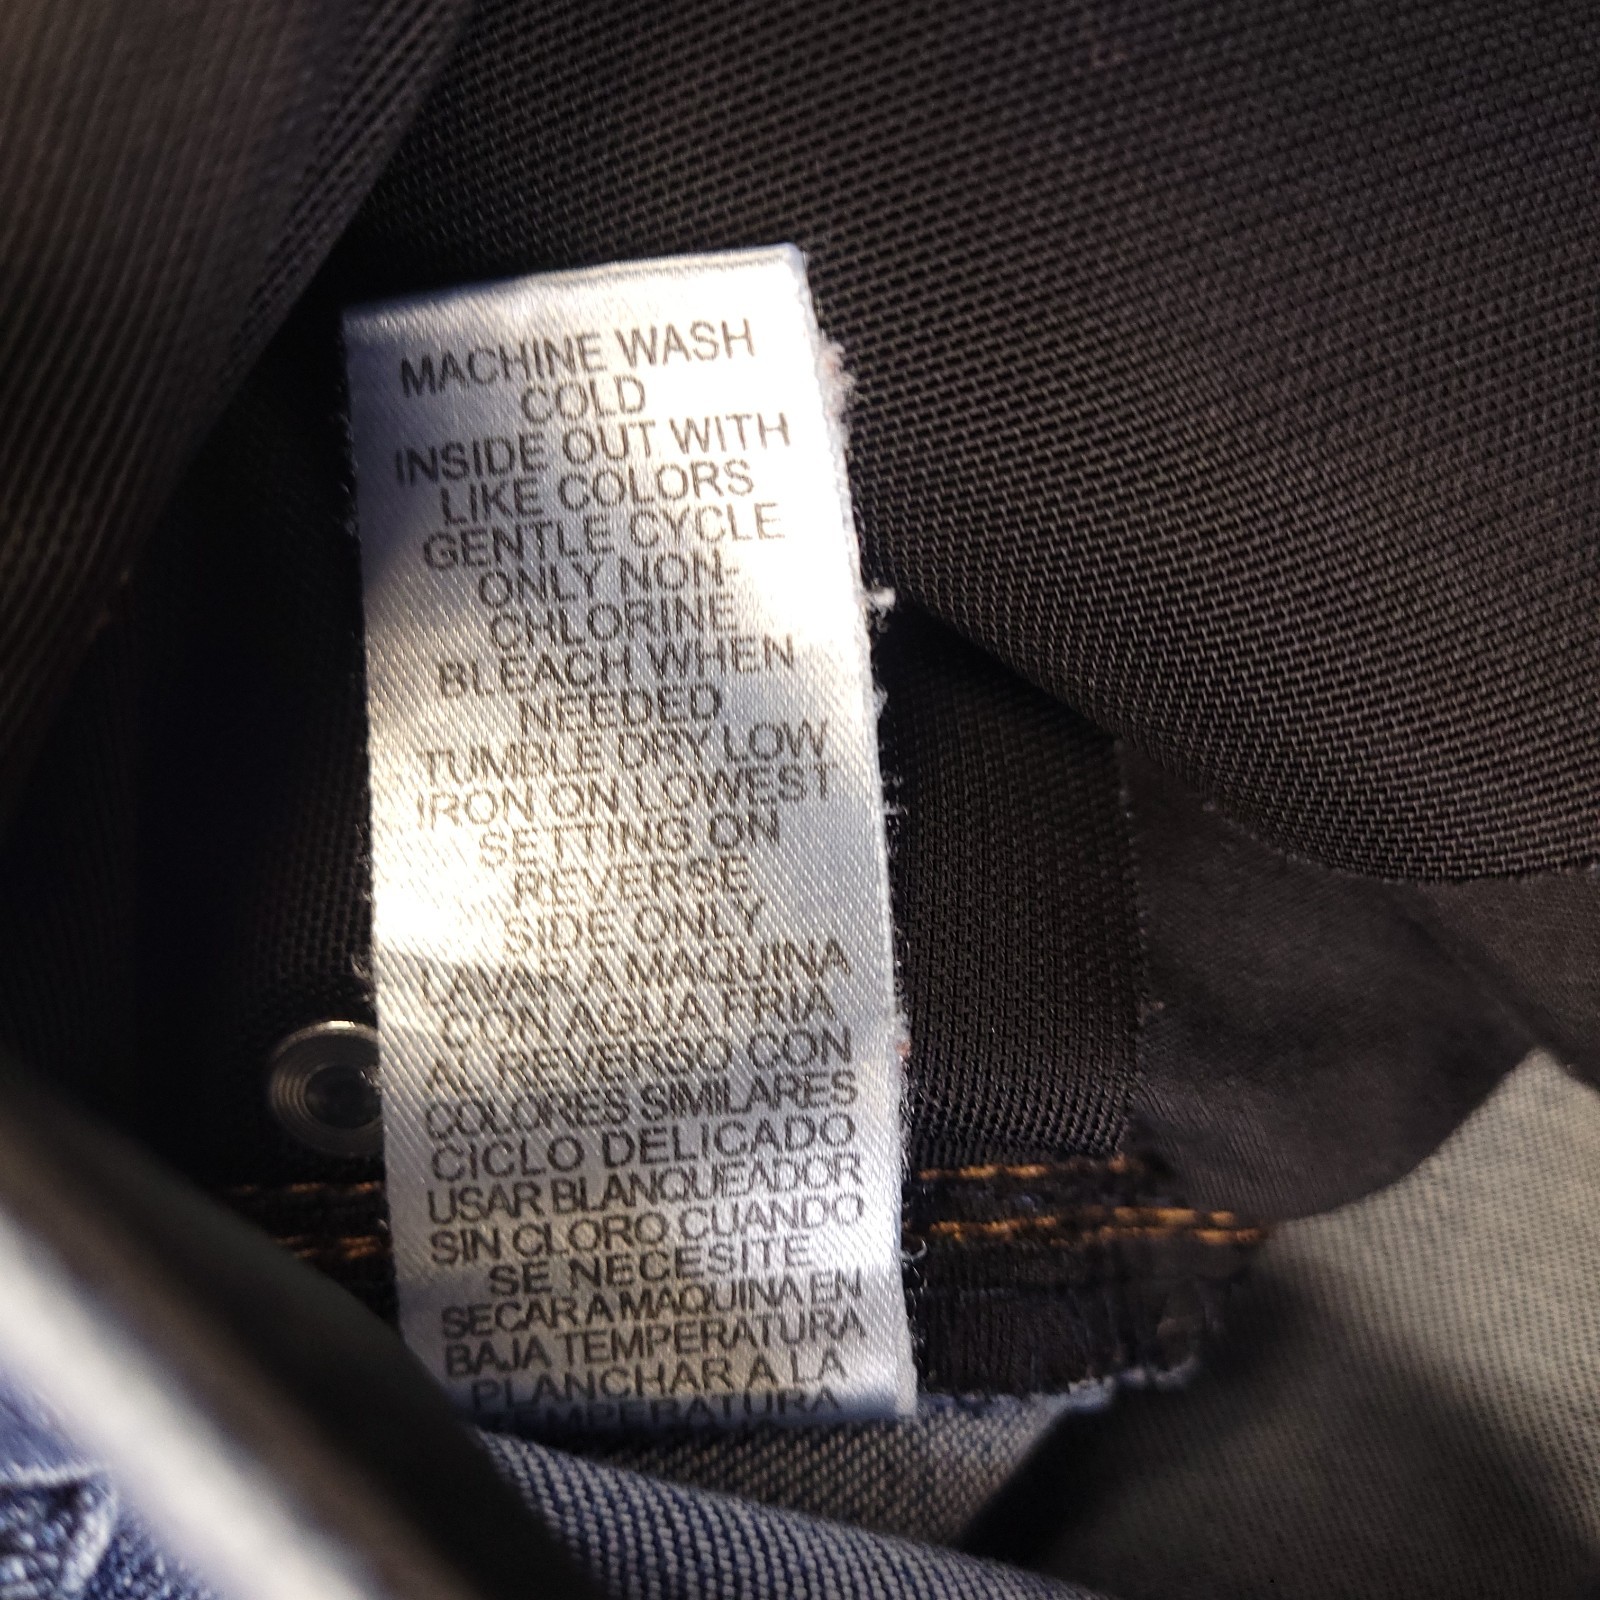 MACHINE WASH
COLD
INSIDE OUT WITH
LIKE COLORS
GENTLE CYCLE
ONLY NON-
CHLORINE
BLEACH WHEN
NEEDED
TUMBLE DRY LOW
IRON ON LOWEST
SETTING ON
REVERSE
SIDE ONLY
LAVAR A MAQUINA
CON AGUA FRIA
AL REVERSO CON
COLORES SIMILARES
CICLO DELICADO
USAR BLANQUEADOR
SIN CLORO CUANDO
SE NECESITE
SECAR A MAQUINA EN
BAJA TEMPERATURA
PLANCHAR A LA
TEMPERATURA